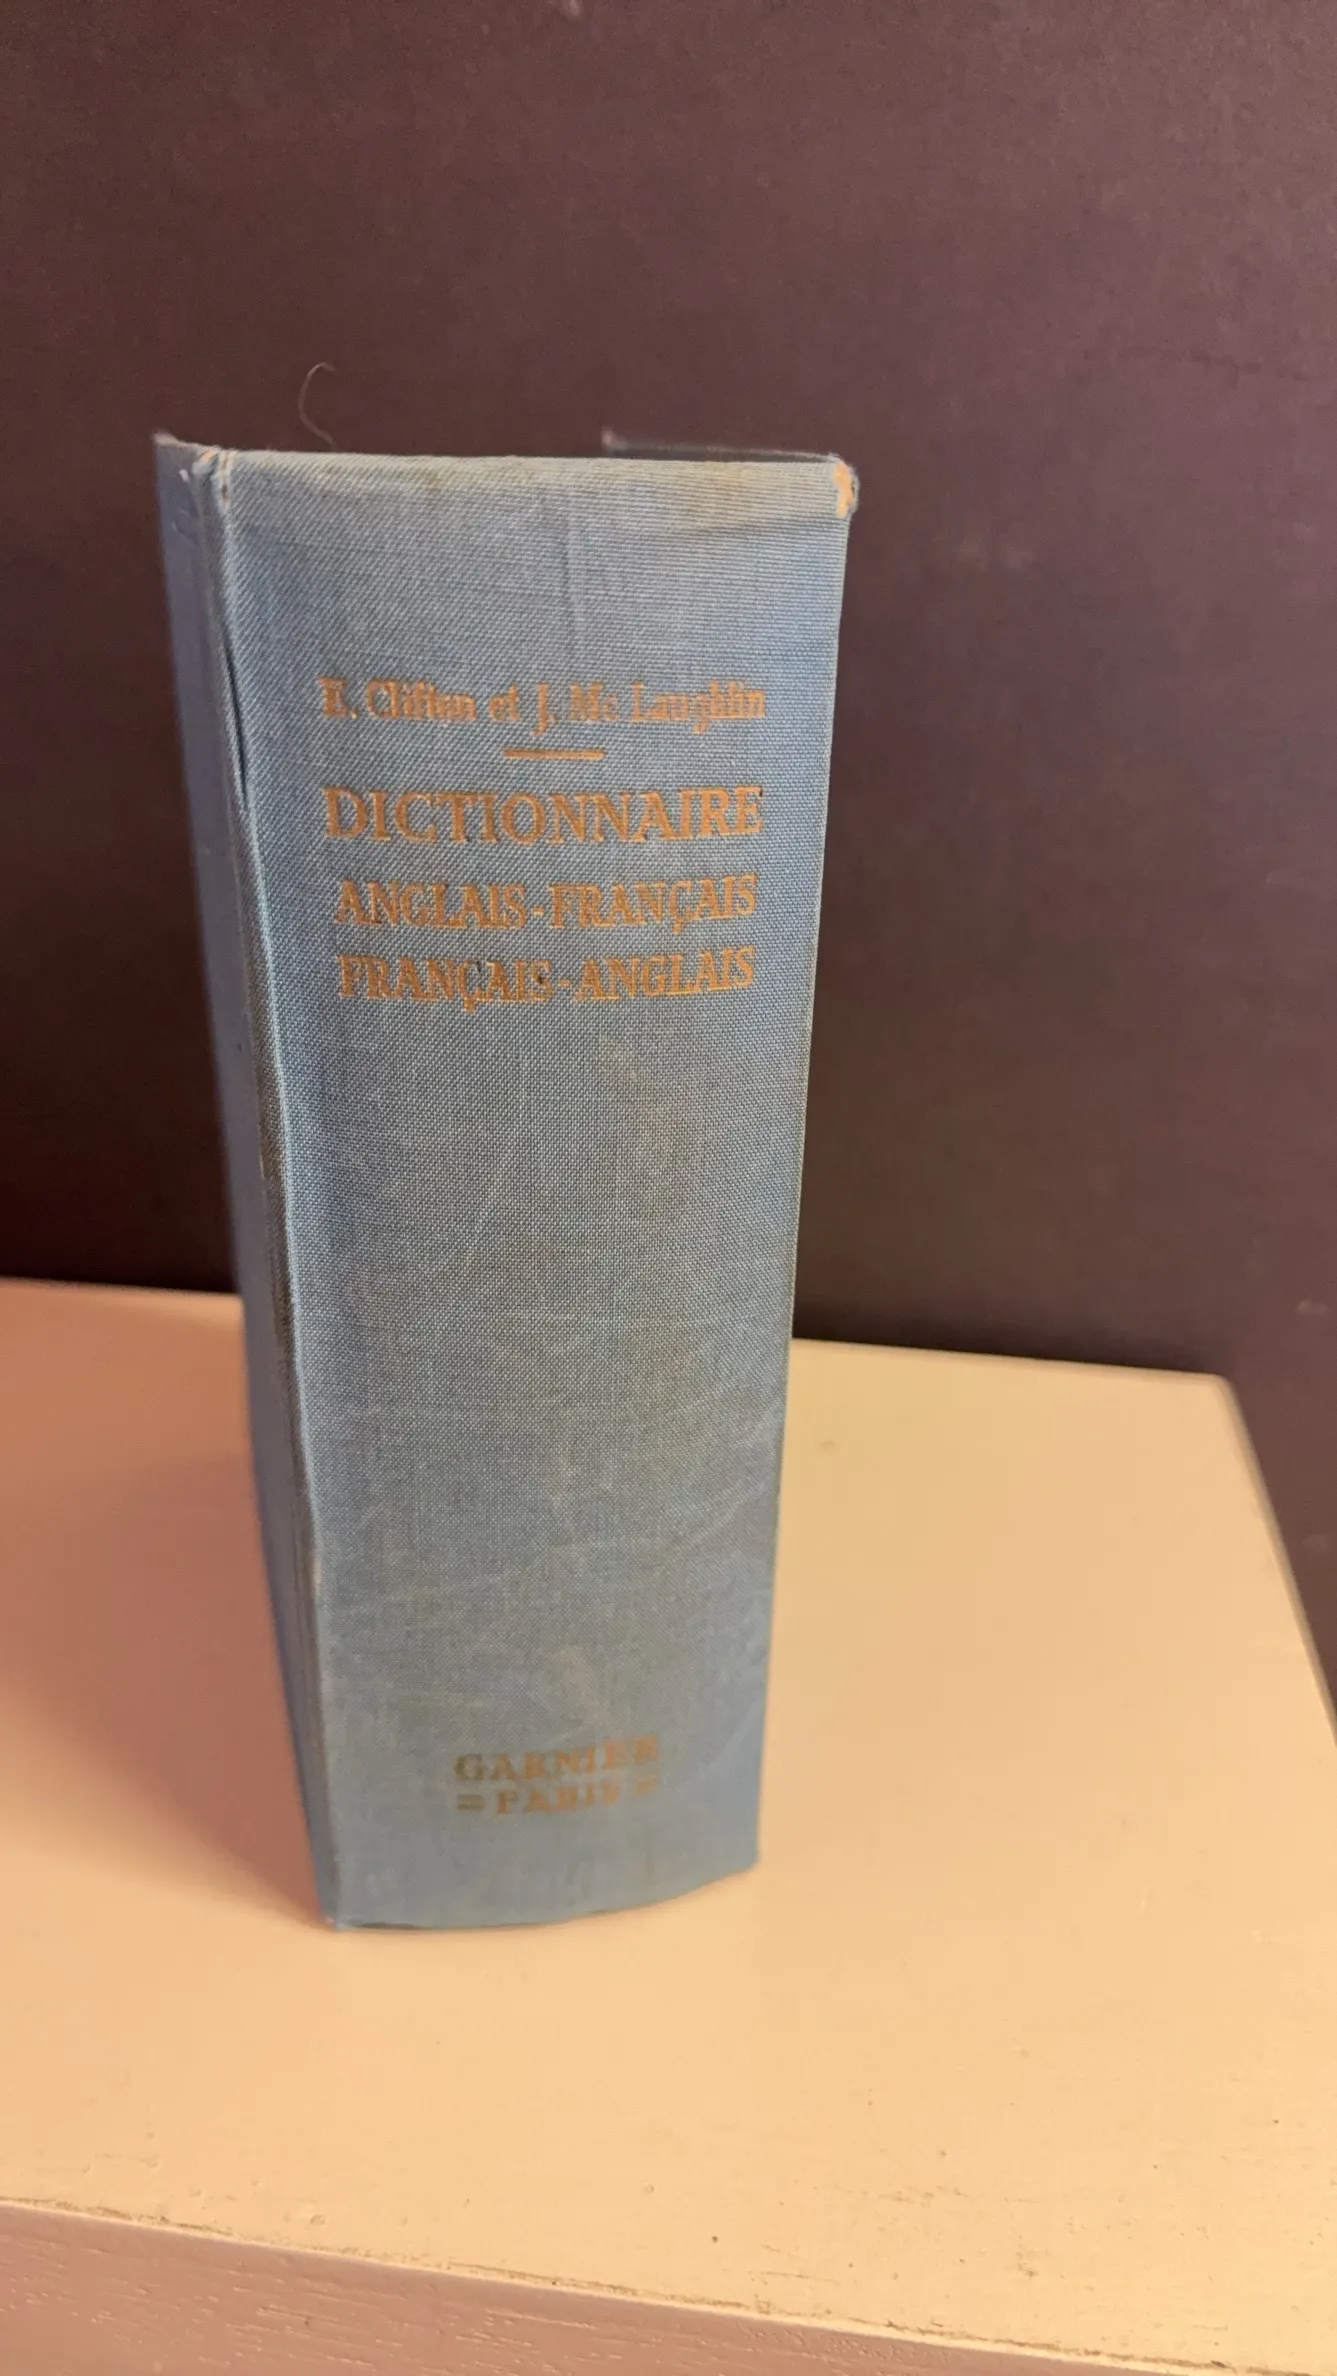 E. Clifton et J. Mc Laughlin
DICTIONNAIRE
ANGLAIS-FRANÇAIS
FRANÇAIS-ANGLAIS
GARNIER
= PARIS =